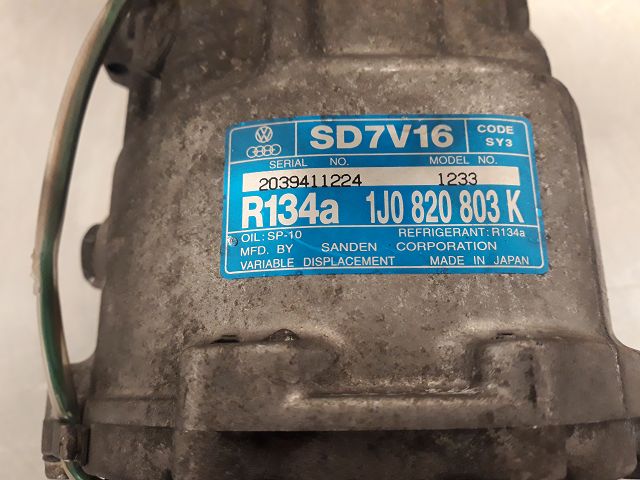 SD7V16
CODE
SY3
SERIAL NO. MODEL NO.
2039411224 1233
R134a 1J0 820 803 K
OIL: SP-10 REFRIGERANT: R134a
MFD. BY SANDEN CORPORATION
VARIABLE DISPLACEMENT MADE IN JAPAN